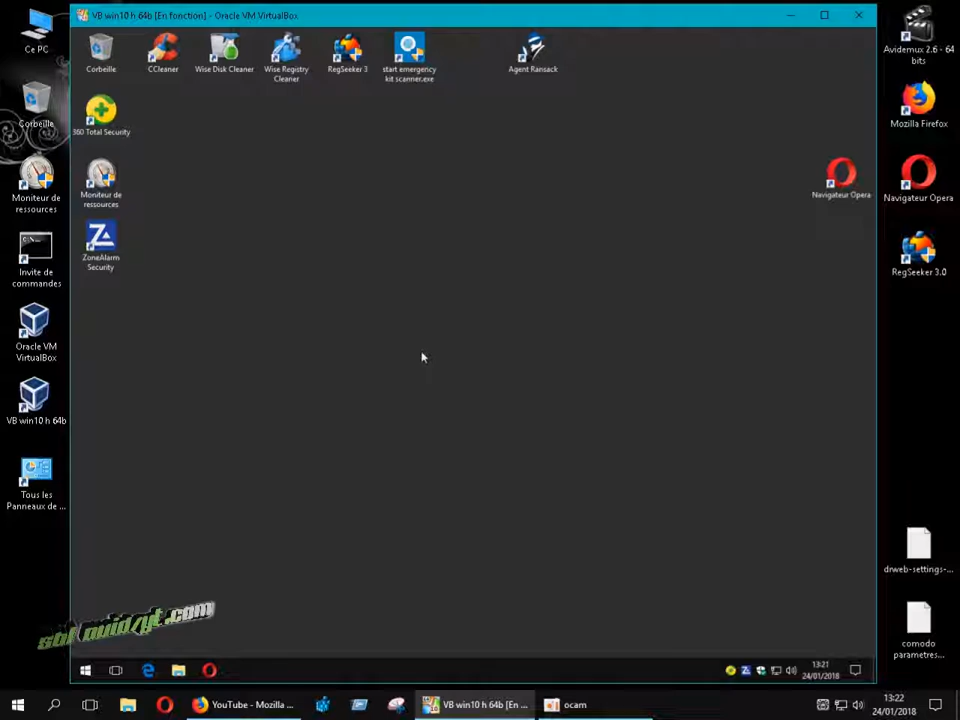 VB win10 h 64b [En fonction] - Oracle VM VirtualBox
Ce PC
Corbeille
Moniteur de
ressources
Invite de
commandes
Oracle VM
VirtualBox
VB win10 h 64b
Tous les
Panneaux de ...
Corbeille
CCleaner
Wise Disk Cleaner
Wise Registry
Cleaner
RegSeeker 3
start emergency
kit scanner.exe
Agent Ransack
360 Total Security
Moniteur de
ressources
ZoneAlarm
Security
Navigateur Opera
Avidemux 2.6 - 64
bits
Mozilla Firefox
Navigateur Opera
RegSeeker 3.0
drweb-settings-...
comodo
parametres...
13:21
24/01/2018
YouTube - Mozilla ...
VB win10 h 64b [En ...
ocam
13:22
24/01/2018